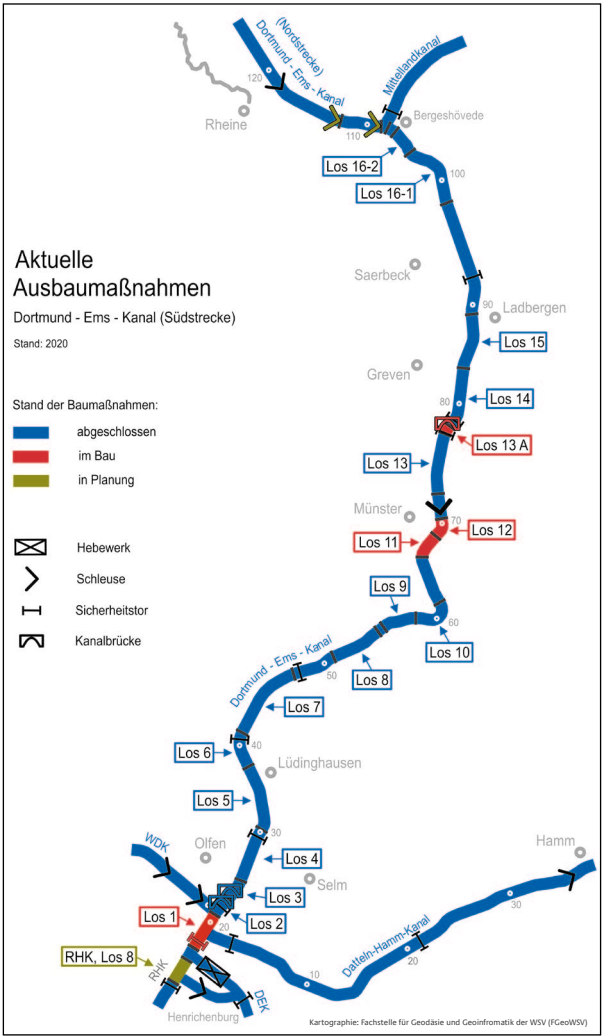 (Nordstrecke)
Dortmund - Ems - Kanal
Mittellandkanal
120
Rheine
110
Bergeshövede
Los 16-2
100
Los 16-1
Aktuelle
Ausbaumaßnahmen
Dortmund - Ems - Kanal (Südstrecke)
Stand: 2020
Saerbeck
90
Ladbergen
Los 15
Greven
Los 14
80
Los 13 A
Los 13
Stand der Baumaßnahmen:
abgeschlossen
im Bau
in Planung
Hebewerk
Schleuse
Sicherheitstor
Kanalbrücke
Münster
70
Los 12
Los 11
Los 9
60
Los 10
Dortmund - Ems - Kanal
50
Los 8
Los 7
40
Los 6
Lüdinghausen
Los 5
30
WDK
Olfen
Los 4
Hamm
Selm
Los 3
Los 2
Los 1
20
30
RHK, Los 8
RHK
Datteln-Hamm-Kanal
20
10
DEK
Henrichenburg
Kartographie: Fachstelle für Geodäsie und Geoinfromatik der WSV (FGeoWSV)